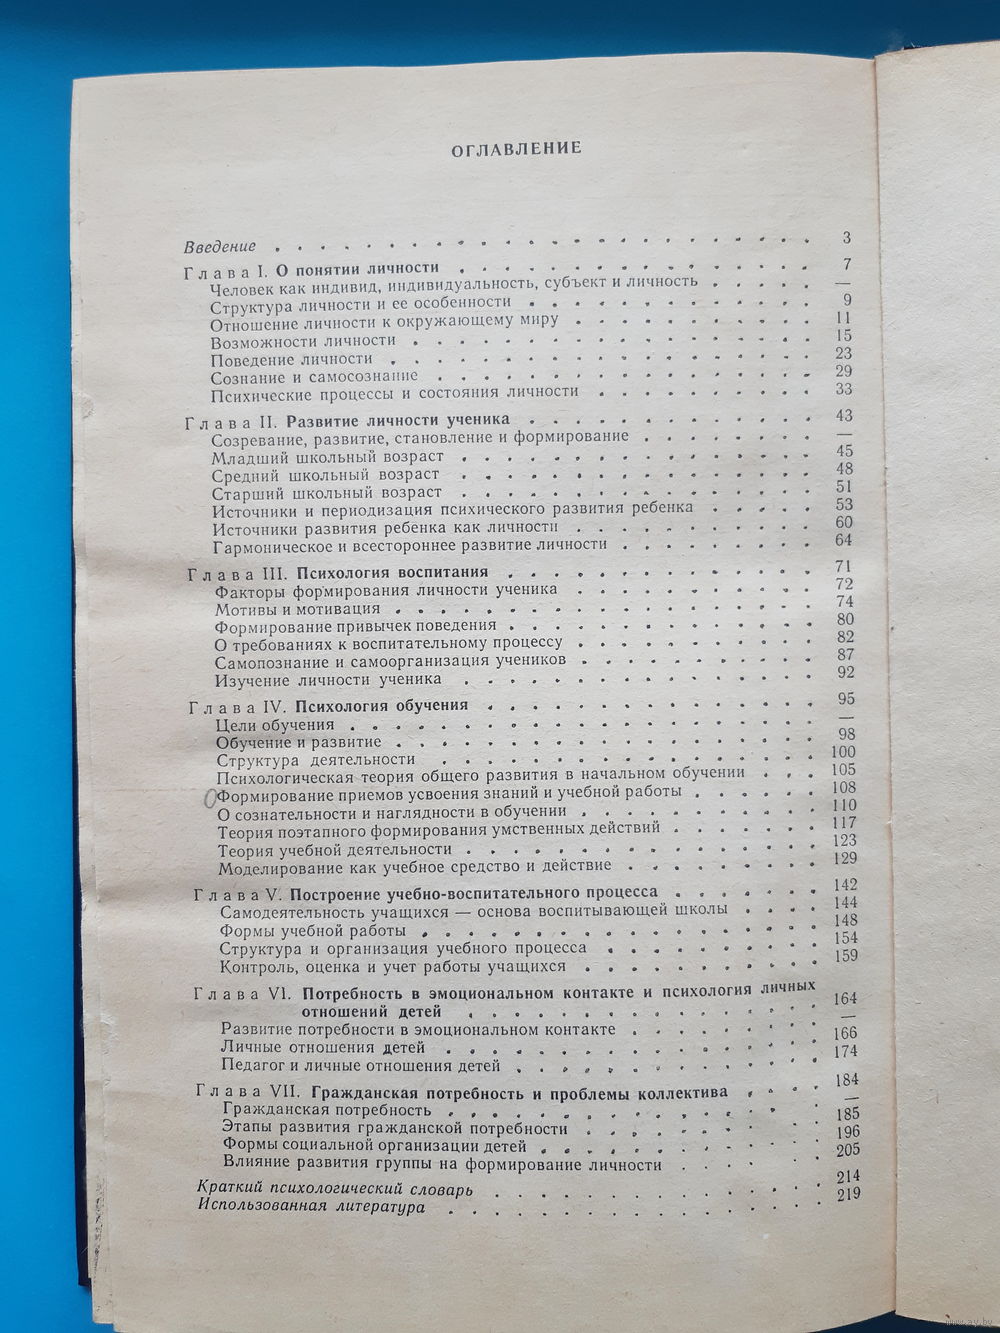 ОГЛАВЛЕНИЕ
Введение . . . . . . . . . . . . . . . . . . . . . . . 3
Глава I. О понятии личности . . . . . . . . . . . . . . . 7
Человек как индивид, индивидуальность, субъект и личность . . . . . —
Структура личности и ее особенности . . . . . . . . . . . . 9
Отношение личности к окружающему миру . . . . . . . . . . . 11
Возможности личности . . . . . . . . . . . . . . . . . 15
Поведение личности . . . . . . . . . . . . . . . . . . 23
Сознание и самосознание . . . . . . . . . . . . . . . . 29
Психические процессы и состояния личности . . . . . . . . . . 33
Глава II. Развитие личности ученика . . . . . . . . . . . . 43
Созревание, развитие, становление и формирование . . . . . . . —
Младший школьный возраст . . . . . . . . . . . . . . . 45
Средний школьный возраст . . . . . . . . . . . . . . . 48
Старший школьный возраст . . . . . . . . . . . . . . . 51
Источники и периодизация психического развития ребенка . . . . . 53
Источники развития ребенка как личности . . . . . . . . . . 60
Гармоническое и всестороннее развитие личности . . . . . . . . 64
Глава III. Психология воспитания . . . . . . . . . . . . . 71
Факторы формирования личности ученика . . . . . . . . . . . 72
Мотивы и мотивация . . . . . . . . . . . . . . . . . . 74
Формирование привычек поведения . . . . . . . . . . . . . 80
О требованиях к воспитательному процессу . . . . . . . . . . 82
Самопознание и самоорганизация учеников . . . . . . . . . . 87
Изучение личности ученика . . . . . . . . . . . . . . . 92
Глава IV. Психология обучения . . . . . . . . . . . . . . 95
Цели обучения . . . . . . . . . . . . . . . . . . . . —
Обучение и развитие . . . . . . . . . . . . . . . . . . 98
Структура деятельности . . . . . . . . . . . . . . . . 100
Психологическая теория общего развития в начальном обучении . . . 105
Формирование приемов усвоения знаний и учебной работы . . . . . 108
О сознательности и наглядности в обучении . . . . . . . . . . 110
Теория поэтапного формирования умственных действий . . . . . . 117
Теория учебной деятельности . . . . . . . . . . . . . . . 123
Моделирование как учебное средство и действие . . . . . . . . 129
Глава V. Построение учебно-воспитательного процесса . . . . . . 142
Самодеятельность учащихся — основа воспитывающей школы . . . . 144
Формы учебной работы . . . . . . . . . . . . . . . . . 148
Структура и организация учебного процесса . . . . . . . . . 154
Контроль, оценка и учет работы учащихся . . . . . . . . . . 159
Глава VI. Потребность в эмоциональном контакте и психология личных
отношений детей . . . . . . . . . . . . . . 164
Развитие потребности в эмоциональном контакте . . . . . . . . —
Личные отношения детей . . . . . . . . . . . . . . . . 166
Педагог и личные отношения детей . . . . . . . . . . . . . 174
Глава VII. Гражданская потребность и проблемы коллектива . . . . 184
Гражданская потребность . . . . . . . . . . . . . . . . —
Этапы развития гражданской потребности . . . . . . . . . . 185
Формы социальной организации детей . . . . . . . . . . . . 196
Влияние развития группы на формирование личности . . . . . . . 205
Краткий психологический словарь . . . . . . . . . . . . . 214
Использованная литература . . . . . . . . . . . . . . . 219